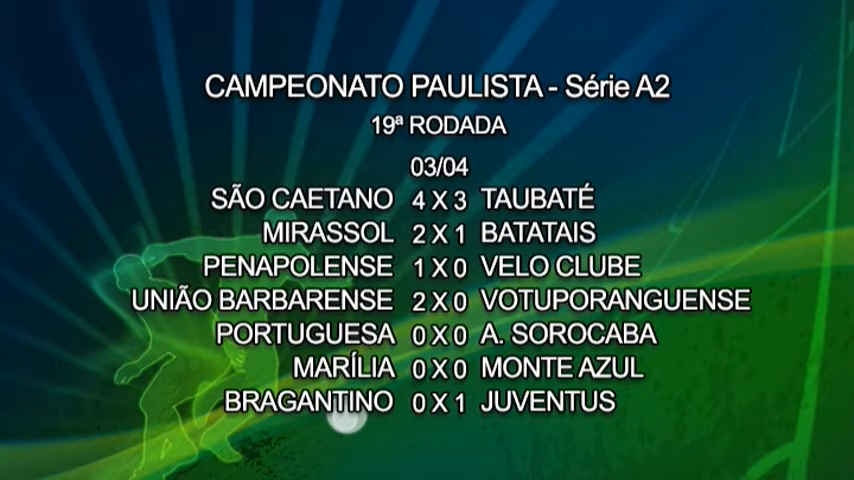 CAMPEONATO PAULISTA - Série A2
19ª RODADA
03/04
SÃO CAETANO 4 X 3 TAUBATÉ
MIRASSOL 2 X 1 BATATAIS
PENAPOLENSE 1 X 0 VELO CLUBE
UNIÃO BARBARENSE 2 X 0 VOTUPORANGUENSE
PORTUGUESA 0 X 0 A. SOROCABA
MARÍLIA 0 X 0 MONTE AZUL
BRAGANTINO 0 X 1 JUVENTUS